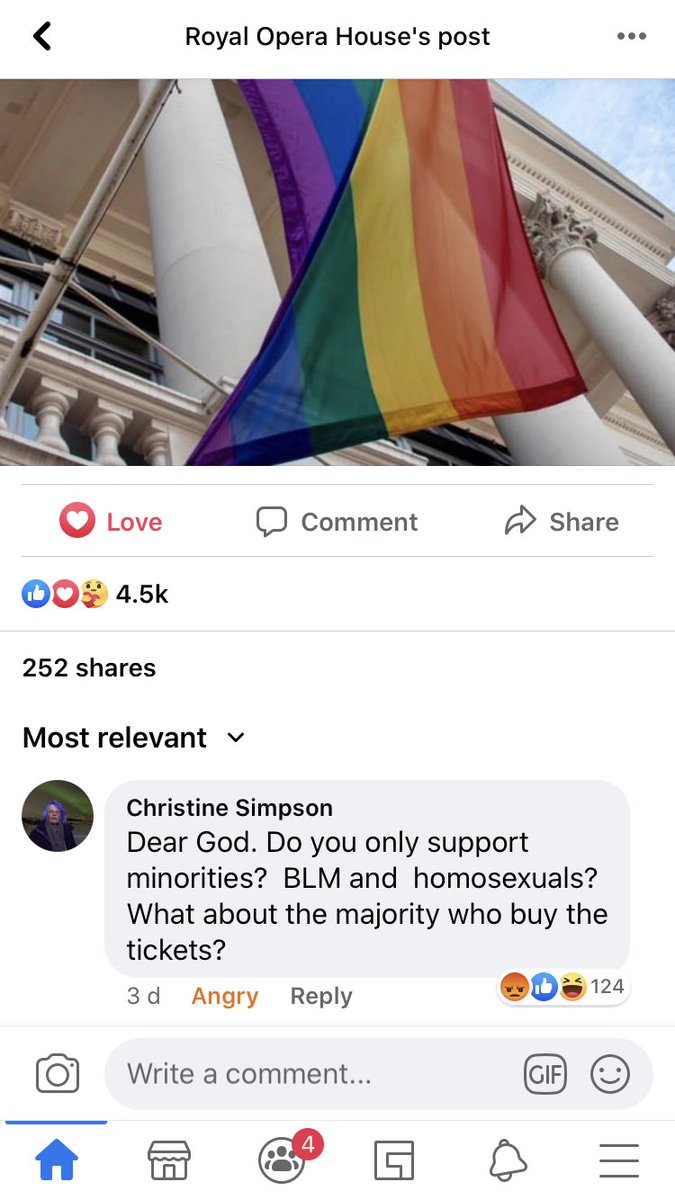 Royal Opera House's post
Love
Comment
Share
4.5k
252 shares
Most relevant
Christine Simpson
Dear God. Do you only support
minorities?  BLM and  homosexuals?
What about the majority who buy the
tickets?
3 d
Angry
Reply
124
Write a comment...
GIF
4